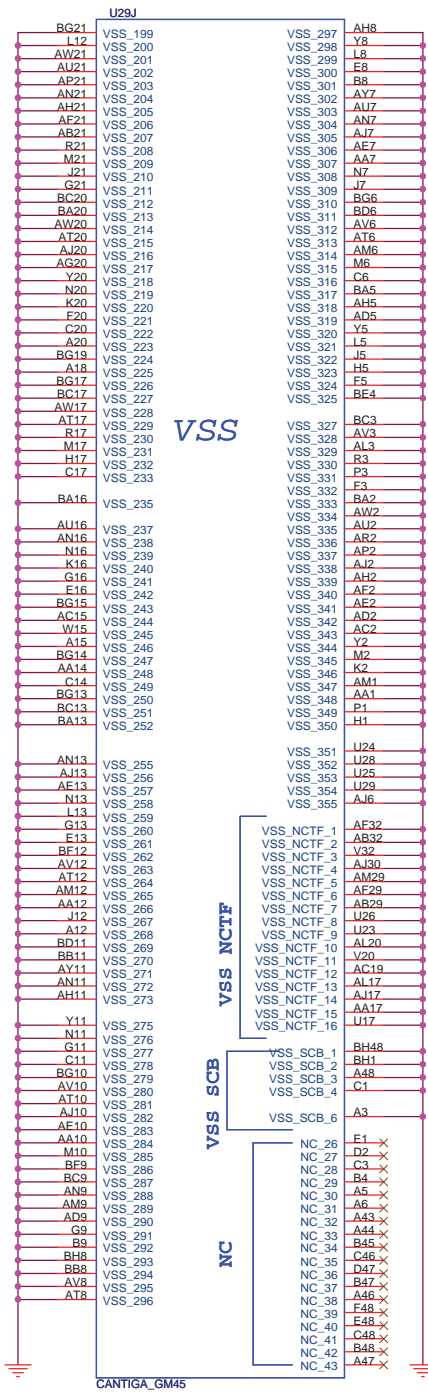 U29J
BG21 VSS_199
L12 VSS_200
AW21 VSS_201
AU21 VSS_202
AP21 VSS_203
AN21 VSS_204
AH21 VSS_205
AF21 VSS_206
AB21 VSS_207
R21 VSS_208
M21 VSS_209
J21 VSS_210
G21 VSS_211
BC20 VSS_212
BA20 VSS_213
AW20 VSS_214
AT20 VSS_215
AJ20 VSS_216
AG20 VSS_217
Y20 VSS_218
N20 VSS_219
K20 VSS_220
F20 VSS_221
C20 VSS_222
A20 VSS_223
BG19 VSS_224
A18 VSS_225
BG17 VSS_226
BC17 VSS_227
AW17 VSS_228
AT17 VSS_229
R17 VSS_230
M17 VSS_231
H17 VSS_232
C17 VSS_233
BA16 VSS_235
AU16 VSS_237
AN16 VSS_238
N16 VSS_239
K16 VSS_240
G16 VSS_241
E16 VSS_242
BG15 VSS_243
AC15 VSS_244
W15 VSS_245
A15 VSS_246
BG14 VSS_247
AA14 VSS_248
C14 VSS_249
BG13 VSS_250
BC13 VSS_251
BA13 VSS_252
AN13 VSS_255
AJ13 VSS_256
AE13 VSS_257
N13 VSS_258
L13 VSS_259
G13 VSS_260
E13 VSS_261
BF12 VSS_262
AV12 VSS_263
AT12 VSS_264
AM12 VSS_265
AA12 VSS_266
J12 VSS_267
A12 VSS_268
BD11 VSS_269
BB11 VSS_270
AY11 VSS_271
AN11 VSS_272
AH11 VSS_273
Y11 VSS_275
N11 VSS_276
G11 VSS_277
C11 VSS_278
BG10 VSS_279
AV10 VSS_280
AT10 VSS_281
AJ10 VSS_282
AE10 VSS_283
AA10 VSS_284
M10 VSS_285
BF9 VSS_286
BC9 VSS_287
AN9 VSS_288
AM9 VSS_289
AD9 VSS_290
G9 VSS_291
B9 VSS_292
BH8 VSS_293
BB8 VSS_294
AV8 VSS_295
AT8 VSS_296
VSS
VSS_297 AH8
VSS_298 Y8
VSS_299 L8
VSS_300 E8
VSS_301 B8
VSS_302 AY7
VSS_303 AU7
VSS_304 AN7
VSS_305 AJ7
VSS_306 AE7
VSS_307 AA7
VSS_308 N7
VSS_309 J7
VSS_310 BG6
VSS_311 BD6
VSS_312 AV6
VSS_313 AT6
VSS_314 AM6
VSS_315 M6
VSS_316 C6
VSS_317 BA5
VSS_318 AH5
VSS_319 AD5
VSS_320 Y5
VSS_321 L5
VSS_322 J5
VSS_323 H5
VSS_324 F5
VSS_325 BE4
VSS_327 BC3
VSS_328 AV3
VSS_329 AL3
VSS_330 R3
VSS_331 P3
VSS_332 F3
VSS_333 BA2
VSS_334 AW2
VSS_335 AU2
VSS_336 AR2
VSS_337 AP2
VSS_338 AJ2
VSS_339 AH2
VSS_340 AF2
VSS_341 AE2
VSS_342 AD2
VSS_343 AC2
VSS_344 Y2
VSS_345 M2
VSS_346 K2
VSS_347 AM1
VSS_348 AA1
VSS_349 P1
VSS_350 H1
VSS_351 U24
VSS_352 U28
VSS_353 U25
VSS_354 U29
VSS_355 AJ6
VSS NCTF
VSS_NCTF_1 AF32
VSS_NCTF_2 AB32
VSS_NCTF_3 V32
VSS_NCTF_4 AJ30
VSS_NCTF_5 AM29
VSS_NCTF_6 AF29
VSS_NCTF_7 AB29
VSS_NCTF_8 U26
VSS_NCTF_9 U23
VSS_NCTF_10 AL20
VSS_NCTF_11 V20
VSS_NCTF_12 AC19
VSS_NCTF_13 AL17
VSS_NCTF_14 AJ17
VSS_NCTF_15 AA17
VSS_NCTF_16 U17
VSS SCB
VSS_SCB_1 BH48
VSS_SCB_2 BH1
VSS_SCB_3 A48
VSS_SCB_4 C1
VSS_SCB_6 A3
NC
NC_26 E1
NC_27 D2
NC_28 C3
NC_29 B4
NC_30 A5
NC_31 A6
NC_32 A43
NC_33 A44
NC_34 B45
NC_35 C46
NC_36 D47
NC_37 B47
NC_38 A46
NC_39 F48
NC_40 E48
NC_41 C48
NC_42 B48
NC_43 A47
CANTIGA_GM45